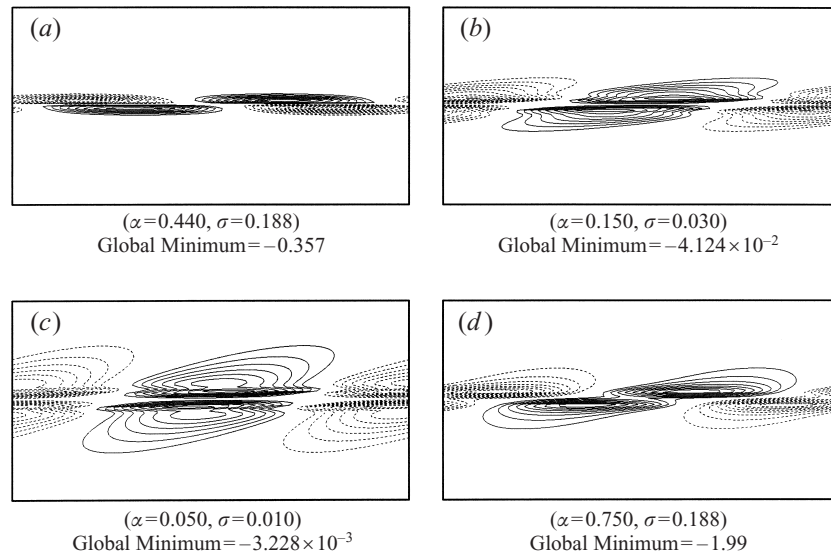 (a)
(b)
(α=0.440, σ=0.188)
Global Minimum=−0.357
(α=0.150, σ=0.030)
Global Minimum=−4.124×10⁻²
(c)
(d)
(α=0.050, σ=0.010)
Global Minimum=−3.228×10⁻³
(α=0.750, σ=0.188)
Global Minimum=−1.99